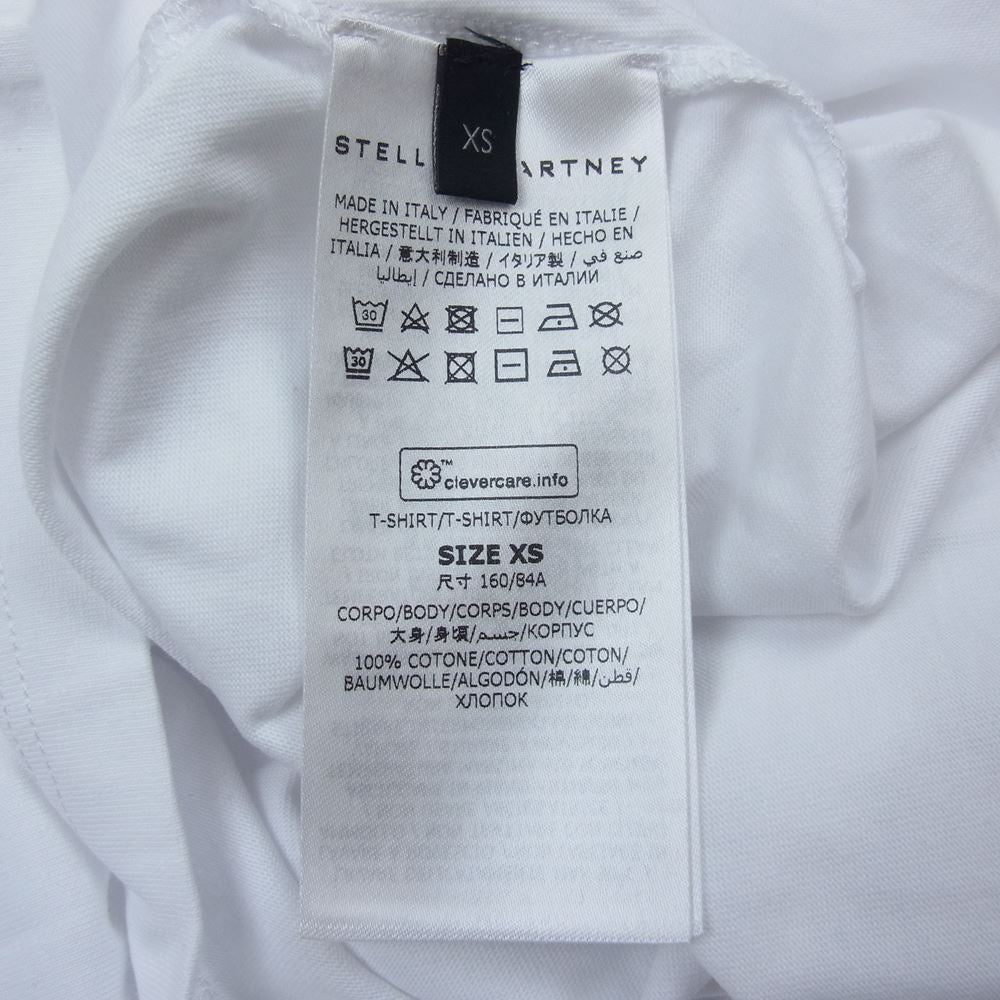 XS
STELL ARTNEY
MADE IN ITALY / FABRIQUÉ EN ITALIE /
HERGESTELLT IN ITALIEN / HECHO EN
ITALIA / 意大利制造 / イタリア製 / صنع في
إيطاليا / СДЕЛАНО В ИТАЛИИ
30
30
™
clevercare.info
T-SHIRT/T-SHIRT/ФУТБОЛКА
SIZE XS
尺寸 160/84A
CORPO/BODY/CORPS/BODY/CUERPO/
大身/身頃/جسم/КОРПУС
100% COTONE/COTTON/COTON/
BAUMWOLLE/ALGODÓN/棉/綿/قطن/
ХЛОПОК